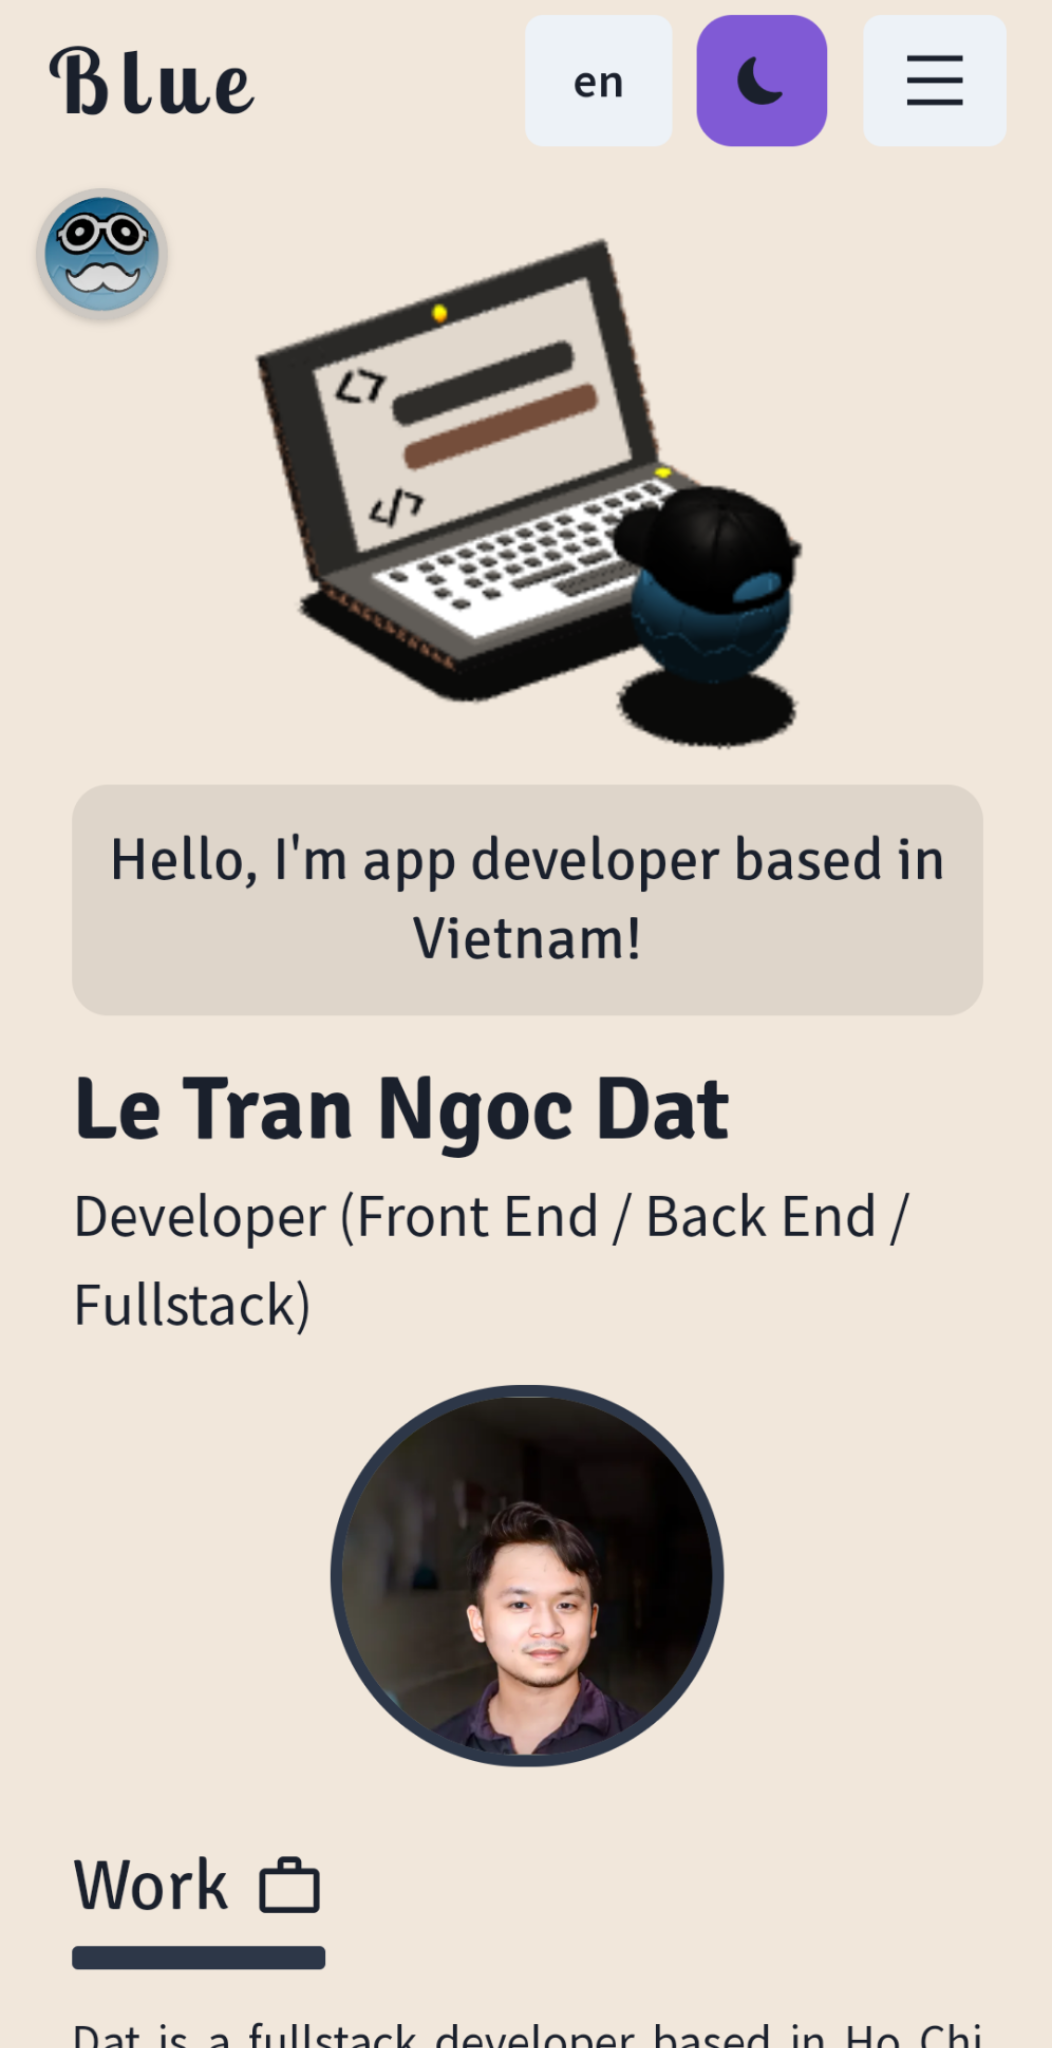 Blue
en
<>
</>
Hello, I'm app developer based in
Vietnam!
Le Tran Ngoc Dat
Developer (Front End / Back End /
Fullstack)
Work
Dat is a fullstack developer based in Ho Chi